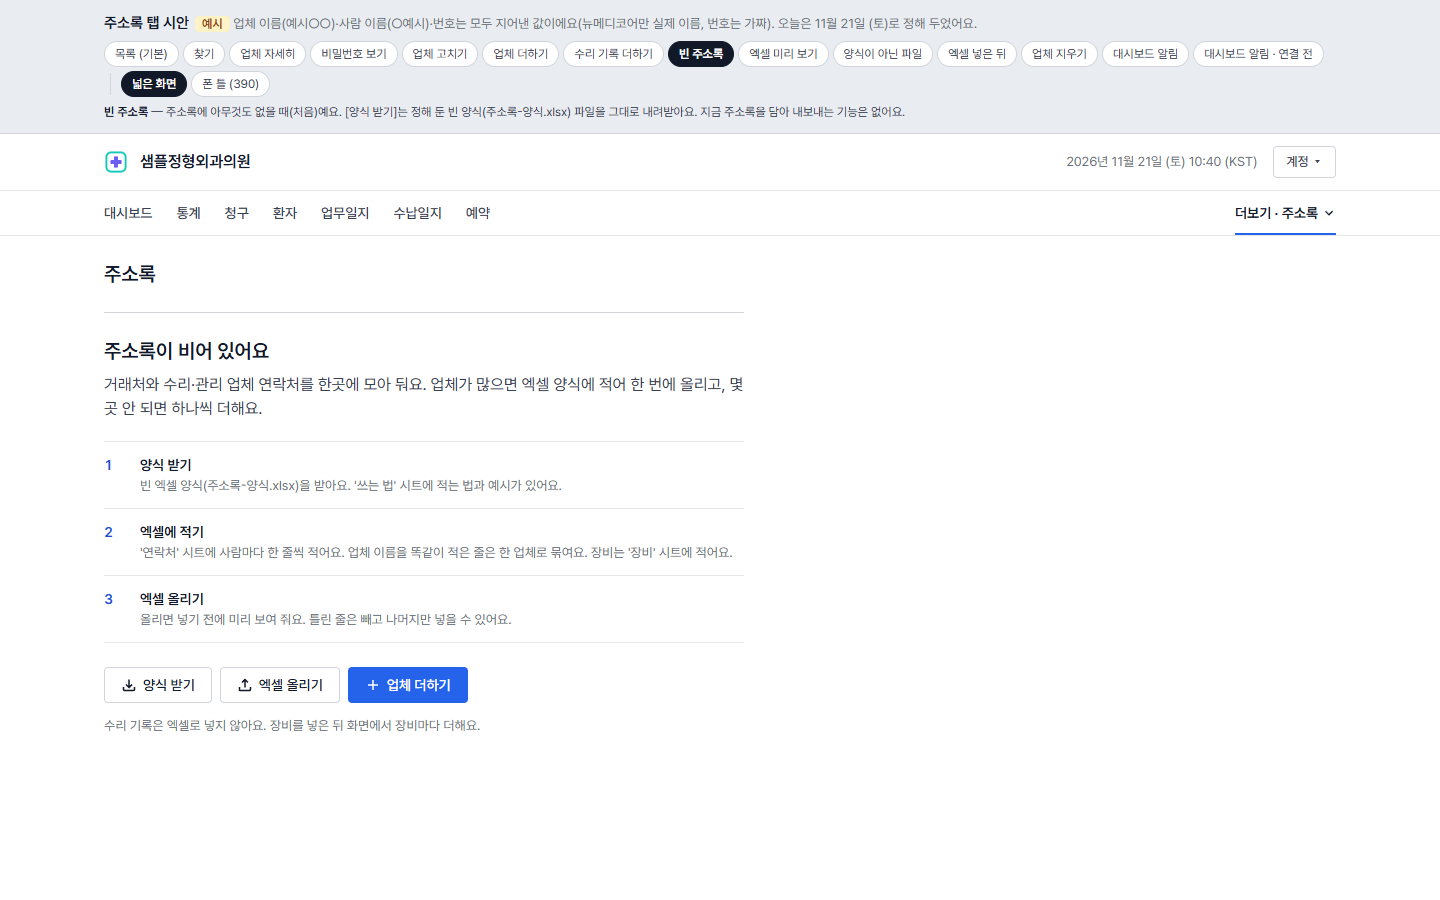 주소록 탭 시안 예시 업체 이름(예시○○)·사람 이름(○예시)·번호는 모두 지어낸 값이에요(뉴메디코어만 실제 이름, 번호는 가짜). 오늘은 11월 21일 (토)로 정해 두었어요.
목록 (기본) 찾기 업체 자세히 비밀번호 보기 업체 고치기 업체 더하기 수리 기록 더하기 빈 주소록 엑셀 미리 보기 양식이 아닌 파일 엑셀 넣은 뒤 업체 지우기 대시보드 알림 대시보드 알림 · 연결 전
넓은 화면 폰 틀 (390)
빈 주소록 — 주소록에 아무것도 없을 때(처음)예요. [양식 받기]는 정해 둔 빈 양식(주소록-양식.xlsx) 파일을 그대로 내려받아요. 지금 주소록을 담아 내보내는 기능은 없어요.
샘플정형외과의원 2026년 11월 21일 (토) 10:40 (KST) 계정
대시보드 통계 청구 환자 업무일지 수납일지 예약 더보기 · 주소록
주소록
주소록이 비어 있어요
거래처와 수리·관리 업체 연락처를 한곳에 모아 둬요. 업체가 많으면 엑셀 양식에 적어 한 번에 올리고, 몇
곳 안 되면 하나씩 더해요.
1 양식 받기
빈 엑셀 양식(주소록-양식.xlsx)을 받아요. '쓰는 법' 시트에 적는 법과 예시가 있어요.
2 엑셀에 적기
'연락처' 시트에 사람마다 한 줄씩 적어요. 업체 이름을 똑같이 적은 줄은 한 업체로 묶여요. 장비는 '장비' 시트에 적어요.
3 엑셀 올리기
올리면 넣기 전에 미리 보여 줘요. 틀린 줄은 빼고 나머지만 넣을 수 있어요.
양식 받기 엑셀 올리기 업체 더하기
수리 기록은 엑셀로 넣지 않아요. 장비를 넣은 뒤 화면에서 장비마다 더해요.